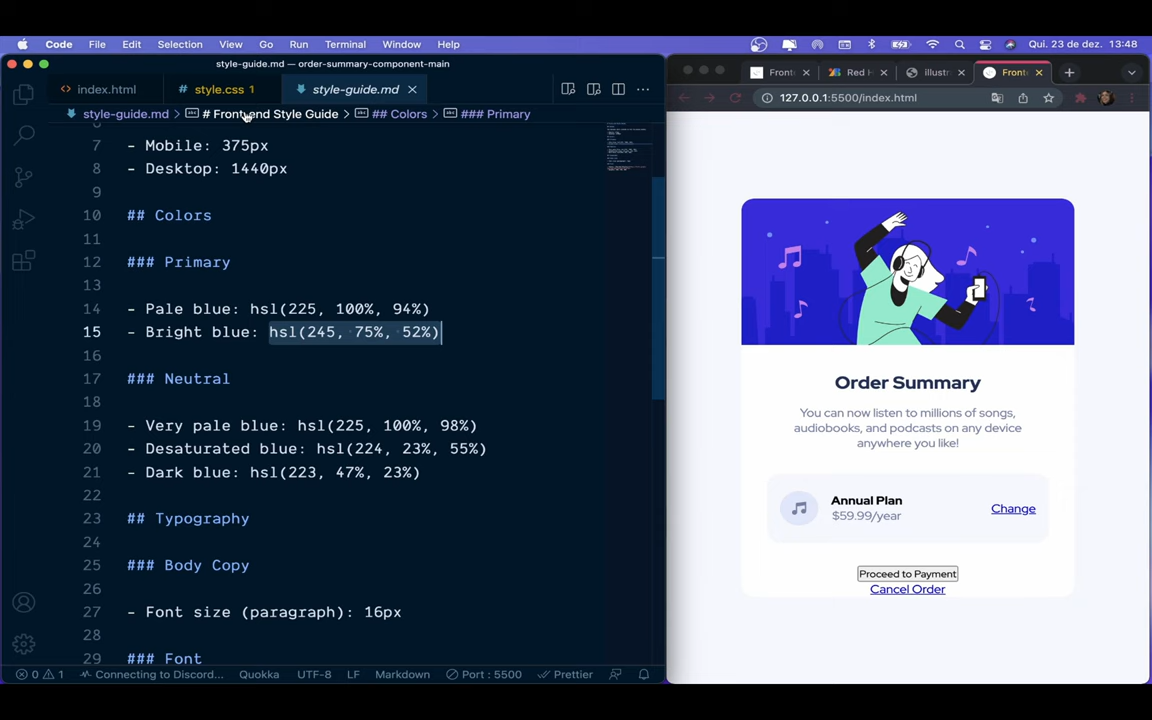 Code File Edit Selection View Go Run Terminal Window Help Qui. 23 de dez. 13:48
style-guide.md — order-summary-component-main
index.html style.css 1 style-guide.md
style-guide.md > # Frontend Style Guide > ## Colors > ### Primary
7 - Mobile: 375px
8 - Desktop: 1440px
9
10 ## Colors
11
12 ### Primary
13
14 - Pale blue: hsl(225, 100%, 94%)
15 - Bright blue: hsl(245, 75%, 52%)
16
17 ### Neutral
18
19 - Very pale blue: hsl(225, 100%, 98%)
20 - Desaturated blue: hsl(224, 23%, 55%)
21 - Dark blue: hsl(223, 47%, 23%)
22
23 ## Typography
24
25 ### Body Copy
26
27 - Font size (paragraph): 16px
28
29 ### Font
0 1 Connecting to Discord... Quokka UTF-8 LF Markdown Port : 5500 Prettier
Fronte Red H illustr Fronte
127.0.0.1:5500/index.html
Order Summary
You can now listen to millions of songs,
audiobooks, and podcasts on any device
anywhere you like!
Annual Plan
$59.99/year
Change
Proceed to Payment
Cancel Order